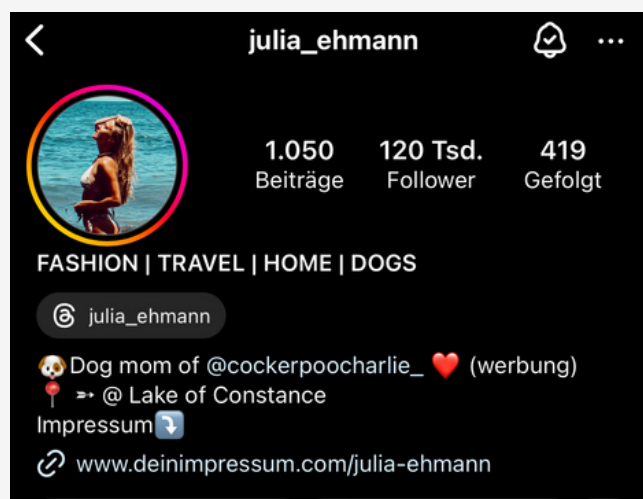 julia_ehmann
1.050 120 Tsd. 419
Beiträge Follower Gefolgt
FASHION | TRAVEL | HOME | DOGS
julia_ehmann
🐶Dog mom of @cockerpoocharlie_ ❤️ (werbung)
📍 ➵ @ Lake of Constance
Impressum⤵️
www.deinimpressum.com/julia-ehmann